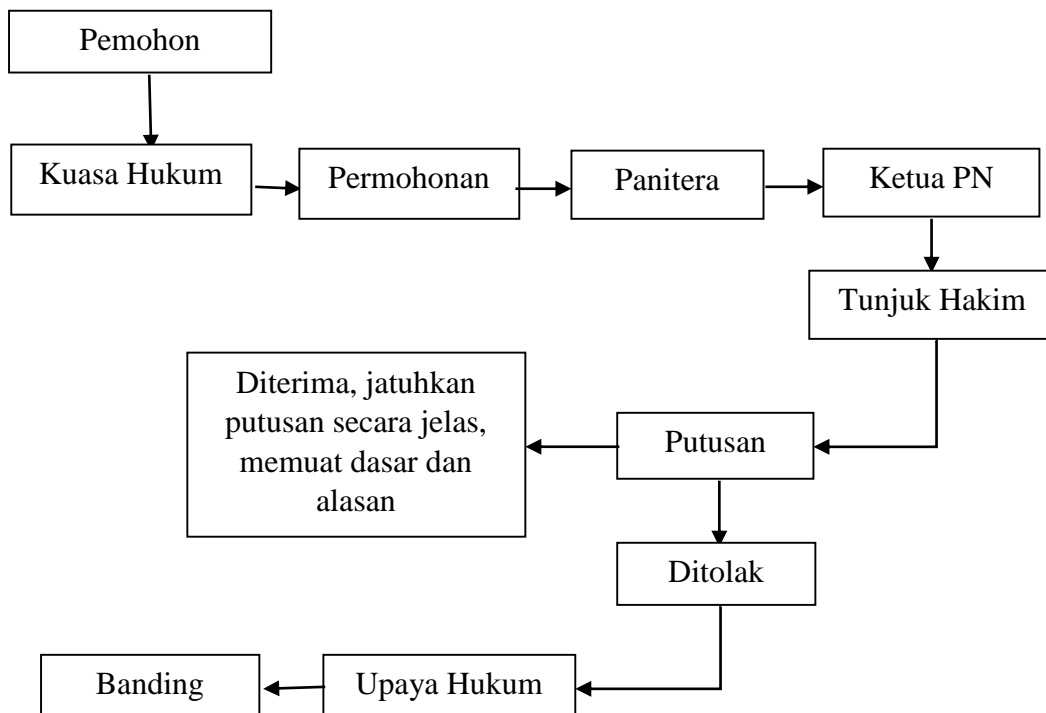 Pemohon
Kuasa Hukum
Permohonan
Panitera
Ketua PN
Tunjuk Hakim
Diterima, jatuhkan
putusan secara jelas,
memuat dasar dan
alasan
Putusan
Ditolak
Banding
Upaya Hukum